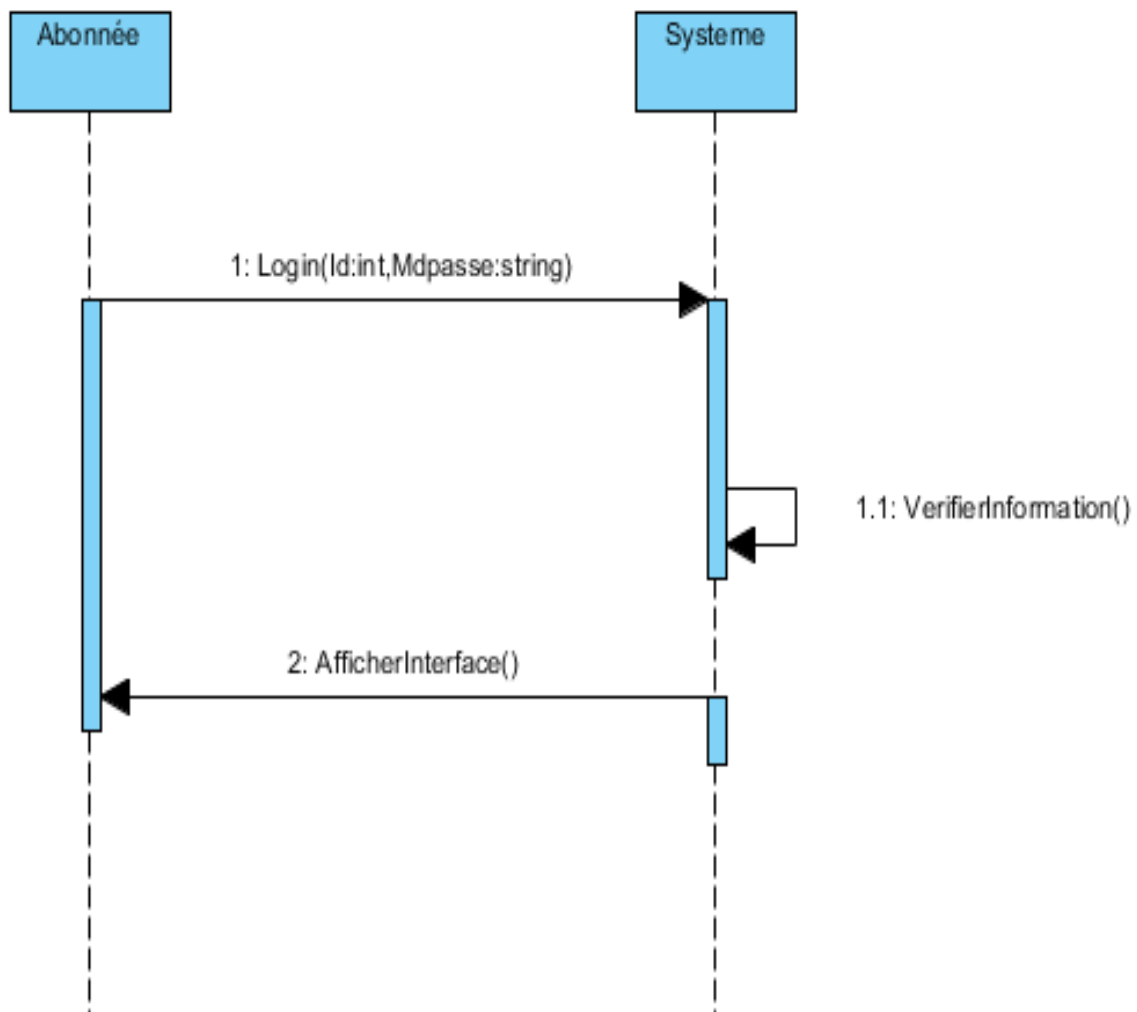 Abonnée
Systeme
1: Login(Id:int,Mdpasse:string)
1.1: VerifierInformation()
2: AfficherInterface()